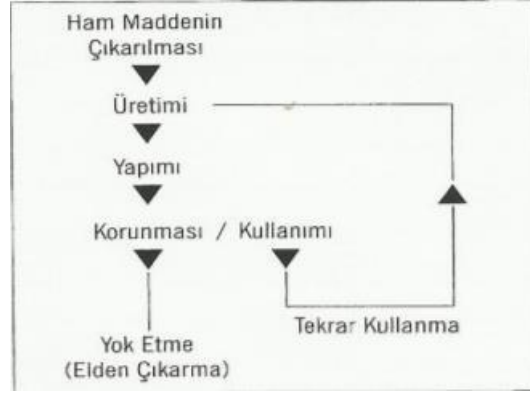 Ham Maddenin
Çıkarılması
Üretimi
Yapımı
Korunması / Kullanımı
Tekrar Kullanma
Yok Etme
(Elden Çıkarma)